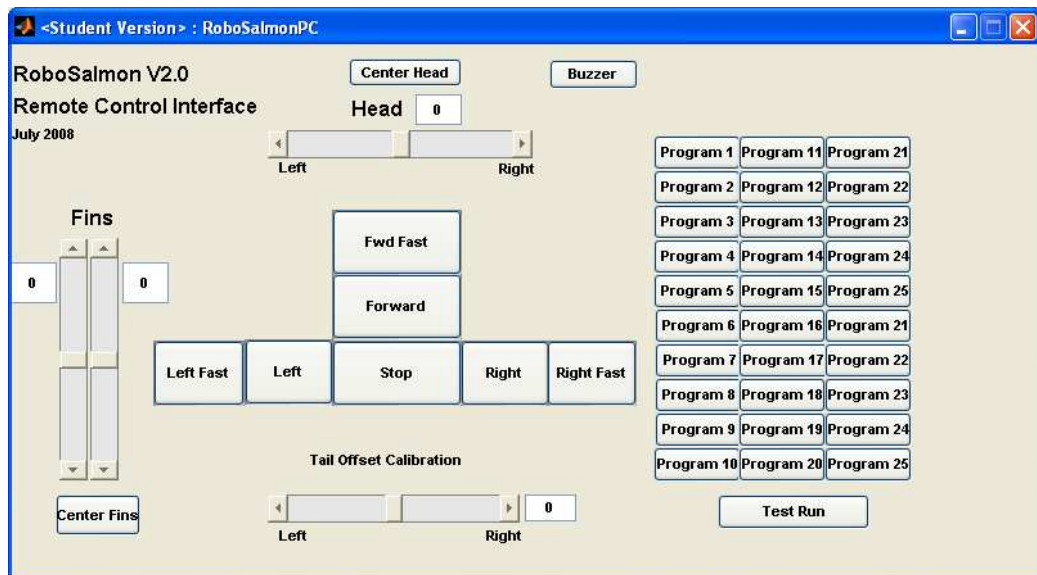 <Student Version> : RoboSalmonPC
RoboSalmon V2.0
Remote Control Interface
July 2008
Center Head
Buzzer
Head 0
Left Right
Fins
0 0
Center Fins
Fwd Fast
Forward
Left Fast Left Stop Right Right Fast
Tail Offset Calibration
0
Left Right
Program 1 Program 11 Program 21
Program 2 Program 12 Program 22
Program 3 Program 13 Program 23
Program 4 Program 14 Program 24
Program 5 Program 15 Program 25
Program 6 Program 16 Program 21
Program 7 Program 17 Program 22
Program 8 Program 18 Program 23
Program 9 Program 19 Program 24
Program 10 Program 20 Program 25
Test Run